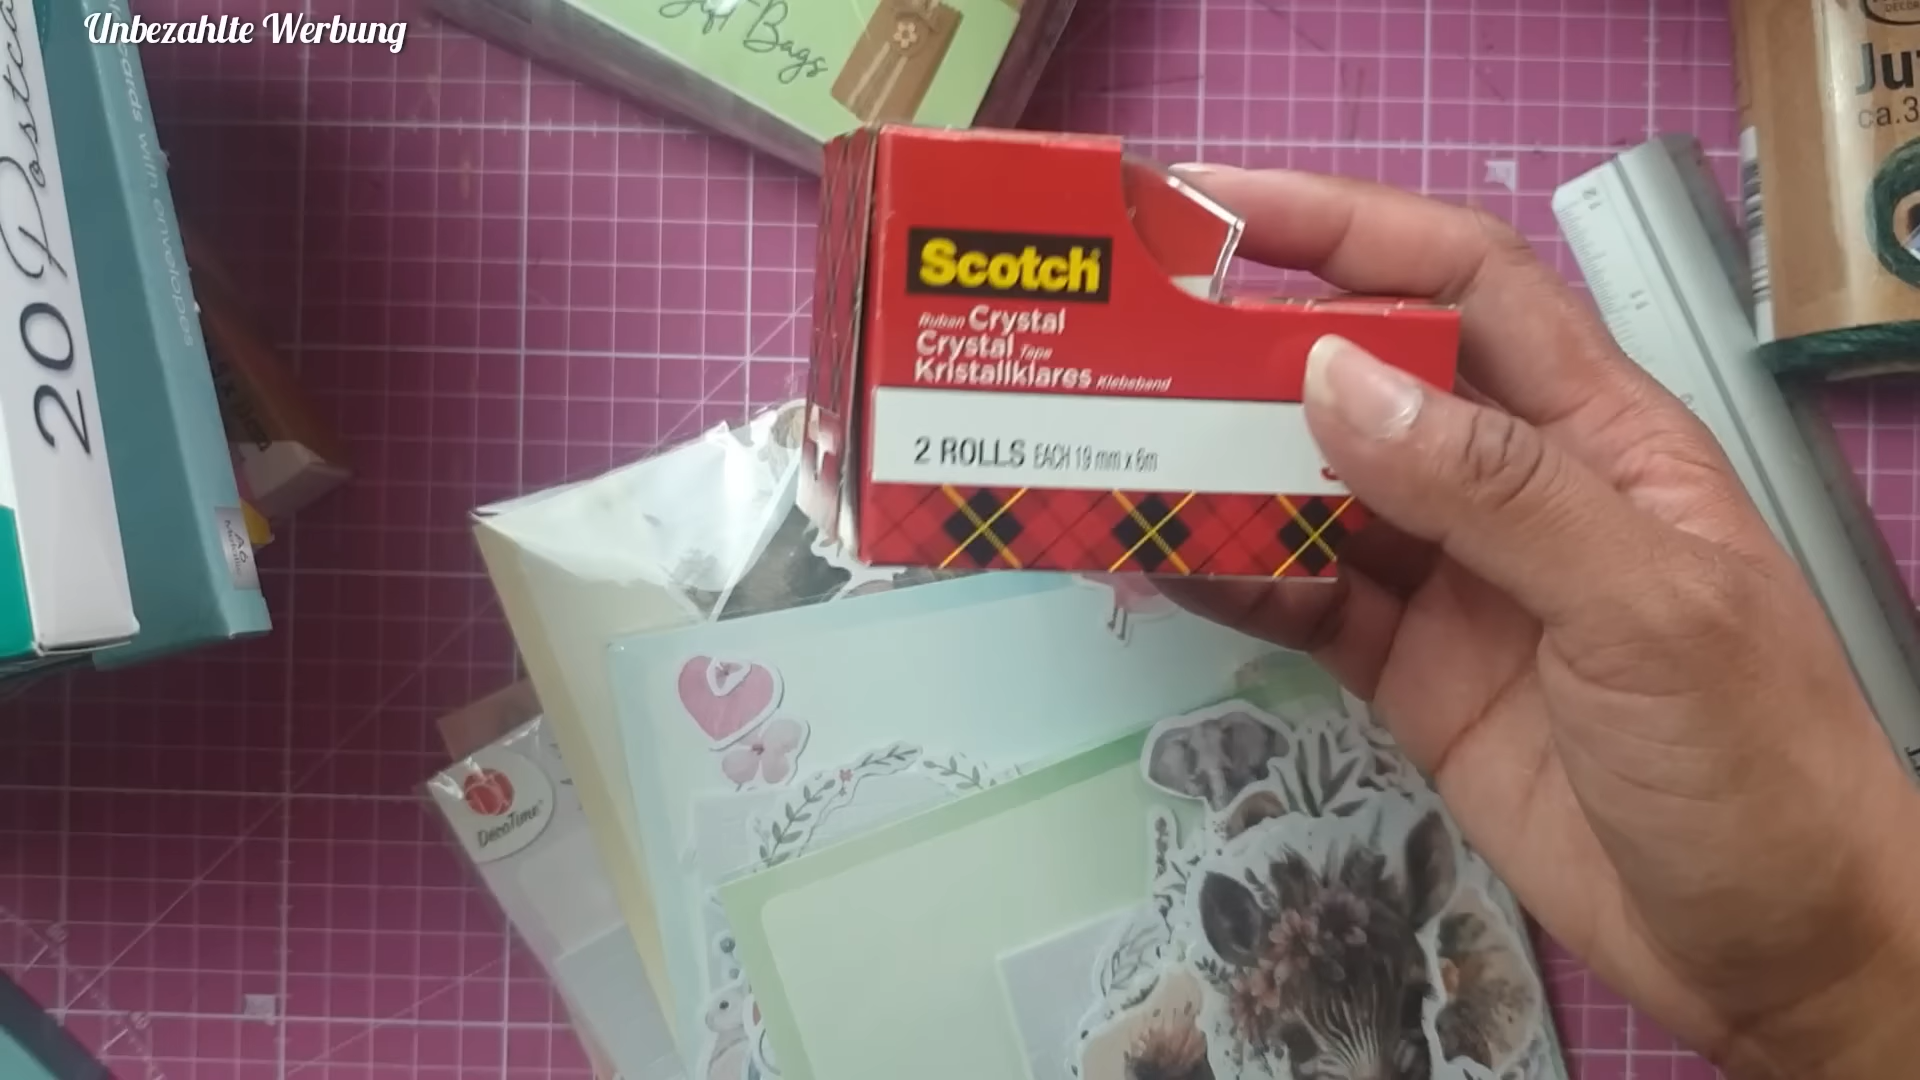 Unbezahlte Werbung
Gift Bags
20 Postca
cards with envelopes
Ju
ca.3
Scotch
Ruban Crystal
Crystal Tape
Kristallklares Klebeband
2 ROLLS EACH 19 mm x 6m
DecoTime